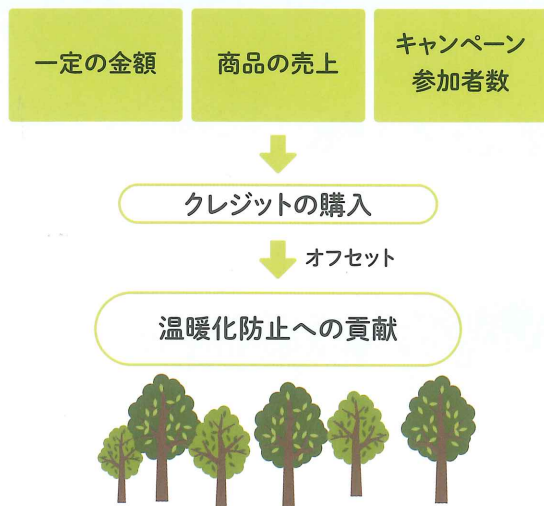 一定の金額
商品の売上
キャンペーン
参加者数
クレジットの購入
オフセット
温暖化防止への貢献